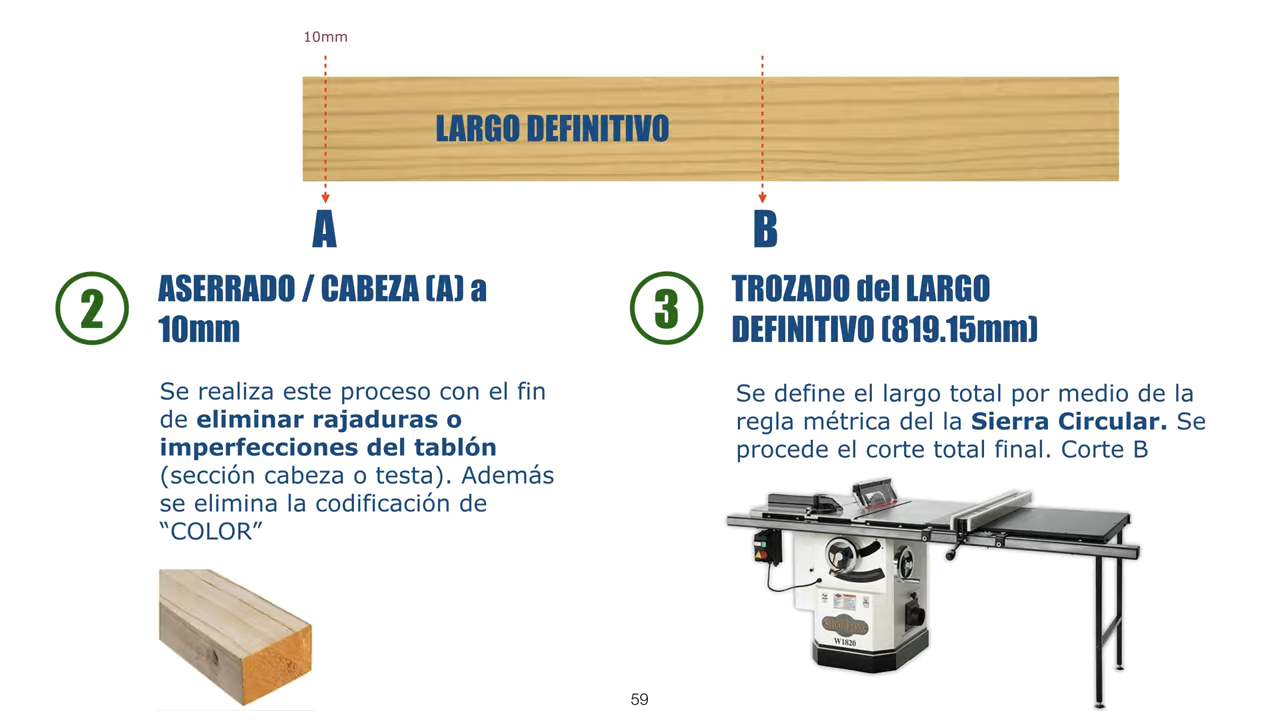 10mm
LARGO DEFINITIVO
A
B
2
ASERRADO / CABEZA (A) a
10mm
Se realiza este proceso con el fin
de eliminar rajaduras o
imperfecciones del tablón
(sección cabeza o testa). Además
se elimina la codificación de
“COLOR”
3
TROZADO del LARGO
DEFINITIVO (819.15mm)
Se define el largo total por medio de la
regla métrica del la Sierra Circular. Se
procede el corte total final. Corte B
W1820
59